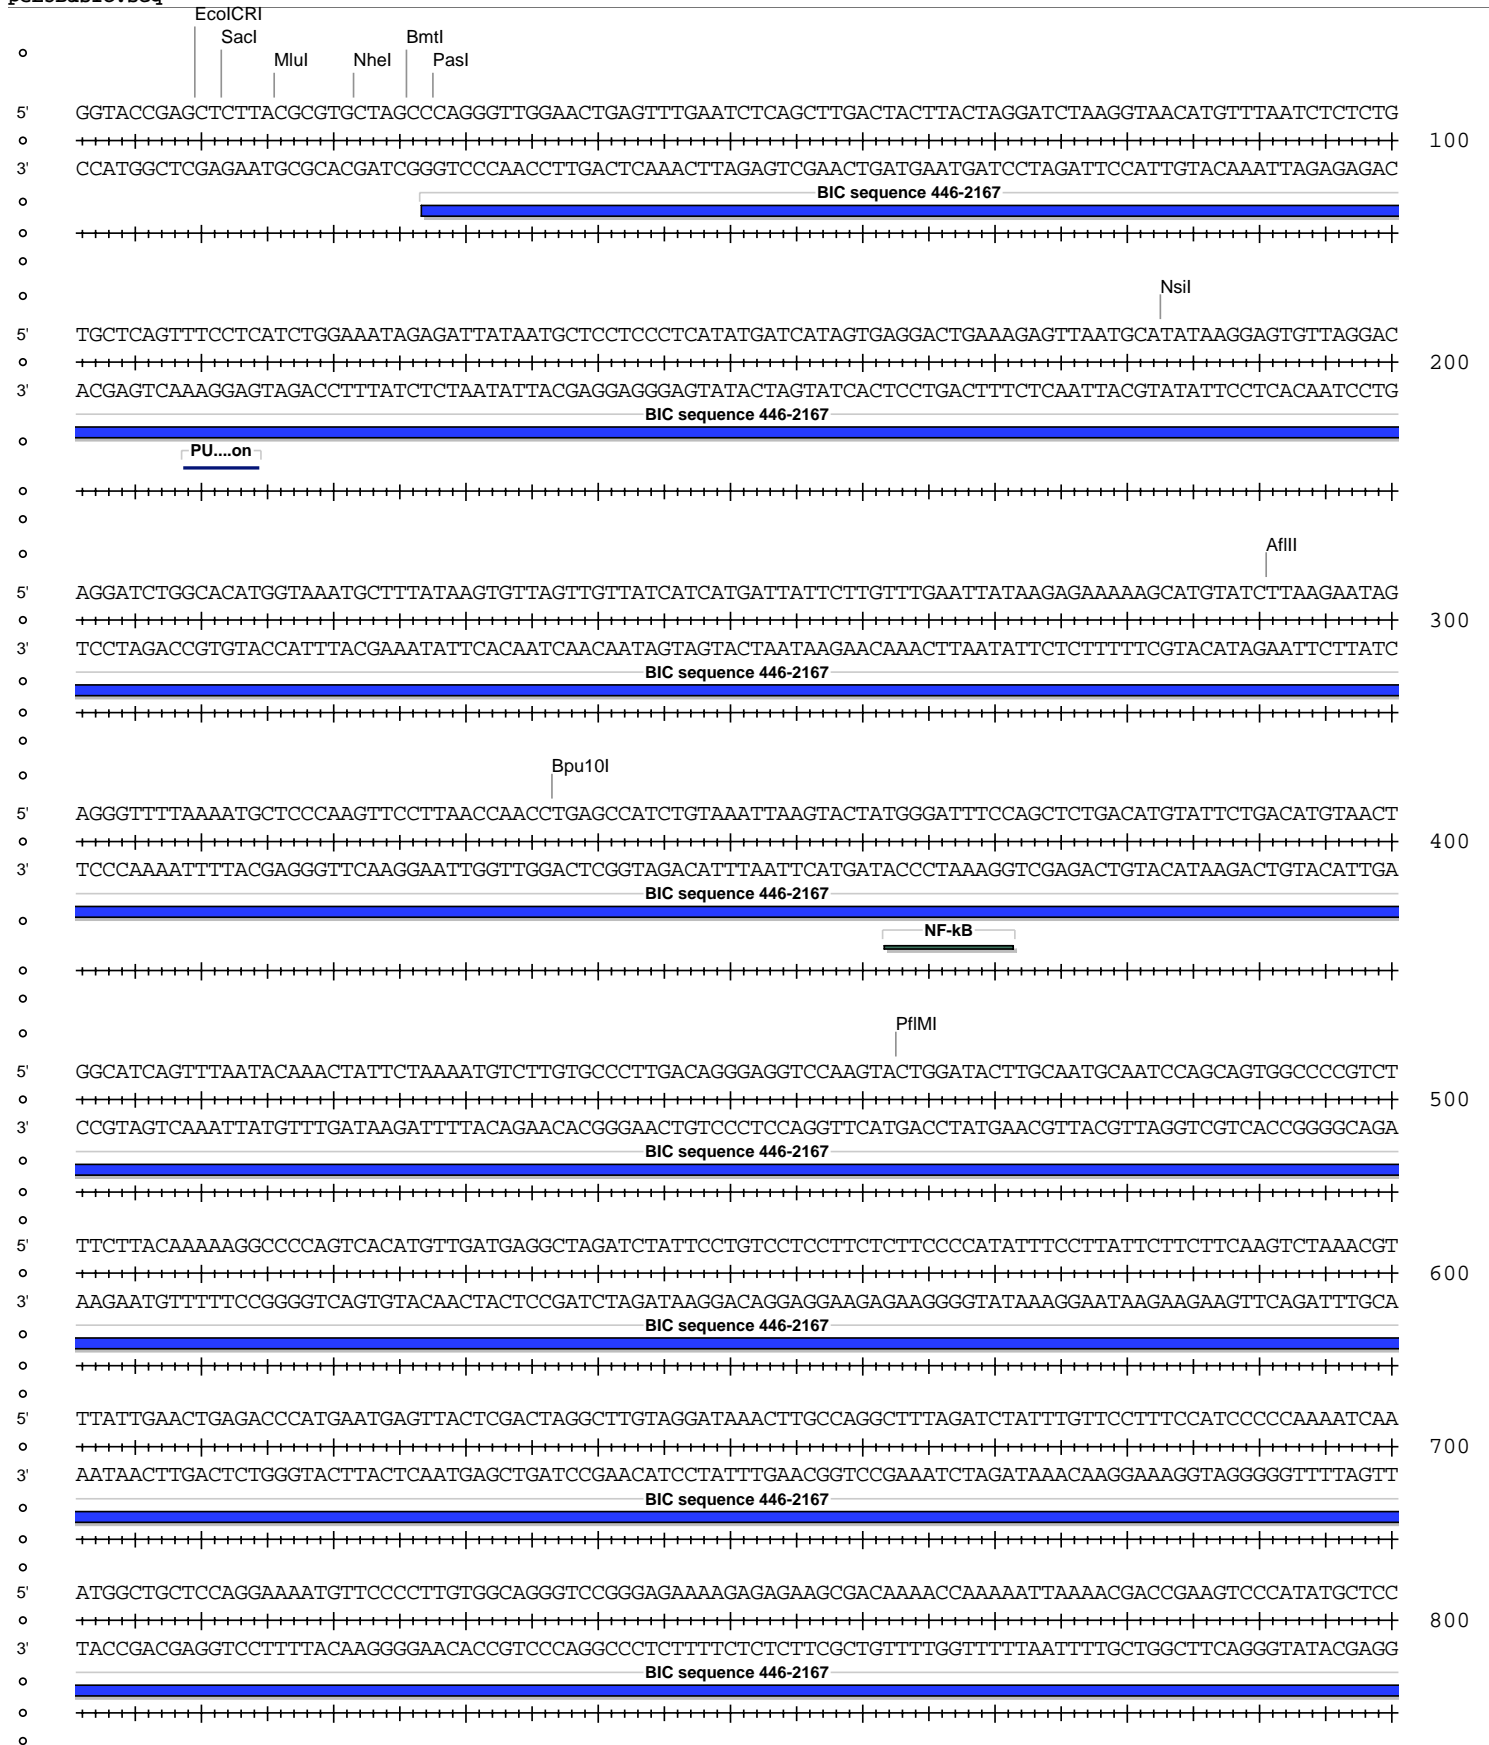 EcoICRI
SacI BmtI
MluI NheI PasI
5' GGTACCGAGCTCTTACGCGTGCTAGCCCAGGGTTGGAACTGAGTTTGAATCTCAGCTTGACTACTTACTAGGATCTAAGGTAACATGTTTAATCTCTCTG
100
3' CCATGGCTCGAGAATGCGCACGATCGGGTCCCAACCTTGACTCAAACTTAGAGTCGAACTGATGAATGATCCTAGATTCCATTGTACAAATTAGAGAGAC
BIC sequence 446-2167
NsiI
5' TGCTCAGTTTCCTCATCTGGAAATAGAGATTATAATGCTCCTCCCTCATATGATCATAGTGAGGACTGAAAGAGTTAATGCATATAAGGAGTGTTAGGAC
200
3' ACGAGTCAAAGGAGTAGACCTTTATCTCTAATATTACGAGGAGGGAGTATACTAGTATCACTCCTGACTTTCTCAATTACGTATATTCCTCACAATCCTG
BIC sequence 446-2167
PU....on
AflII
5' AGGATCTGGCACATGGTAAATGCTTTATAAGTGTTAGTTGTTATCATCATGATTATTCTTGTTTGAATTATAAGAGAAAAAGCATGTATCTTAAGAATAG
300
3' TCCTAGACCGTGTACCATTTACGAAATATTCACAATCAACAATAGTAGTACTAATAAGAACAAACTTAATATTCTCTTTTTCGTACATAGAATTCTTATC
BIC sequence 446-2167
Bpu10I
5' AGGGTTTTAAAATGCTCCCAAGTTCCTTAACCAACCTGAGCCATCTGTAAATTAAGTACTATGGGATTTCCAGCTCTGACATGTATTCTGACATGTAACT
400
3' TCCCAAAATTTTACGAGGGTTCAAGGAATTGGTTGGACTCGGTAGACATTTAATTCATGATACCCTAAAGGTCGAGACTGTACATAAGACTGTACATTGA
BIC sequence 446-2167
NF-kB
PflMI
5' GGCATCAGTTTAATACAAACTATTCTAAAATGTCTTGTGCCCTTGACAGGGAGGTCCAAGTACTGGATACTTGCAATGCAATCCAGCAGTGGCCCCGTCT
500
3' CCGTAGTCAAATTATGTTTGATAAGATTTTACAGAACACGGGAACTGTCCCTCCAGGTTCATGACCTATGAACGTTACGTTAGGTCGTCACCGGGGCAGA
BIC sequence 446-2167
5' TTCTTACAAAAAGGCCCCAGTCACATGTTGATGAGGCTAGATCTATTCCTGTCCTCCTTCTCTTCCCCATATTTCCTTATTCTTCTTCAAGTCTAAACGT
600
3' AAGAATGTTTTTCCGGGGTCAGTGTACAACTACTCCGATCTAGATAAGGACAGGAGGAAGAGAAGGGGTATAAAGGAATAAGAAGAAGTTCAGATTTGCA
BIC sequence 446-2167
5' TTATTGAACTGAGACCCATGAATGAGTTACTCGACTAGGCTTGTAGGATAAACTTGCCAGGCTTTAGATCTATTTGTTCCTTTCCATCCCCCAAAATCAA
700
3' AATAACTTGACTCTGGGTACTTACTCAATGAGCTGATCCGAACATCCTATTTGAACGGTCCGAAATCTAGATAAACAAGGAAAGGTAGGGGGTTTTAGTT
BIC sequence 446-2167
5' ATGGCTGCTCCAGGAAAATGTTCCCCTTGTGGCAGGGTCCGGGAGAAAAGAGAGAAGCGACAAAACCAAAAATTAAAACGACCGAAGTCCCATATGCTCC
800
3' TACCGACGAGGTCCTTTTACAAGGGGAACACCGTCCCAGGCCCTCTTTTCTCTCTTCGCTGTTTTGGTTTTTAATTTTGCTGGCTTCAGGGTATACGAGG
BIC sequence 446-2167